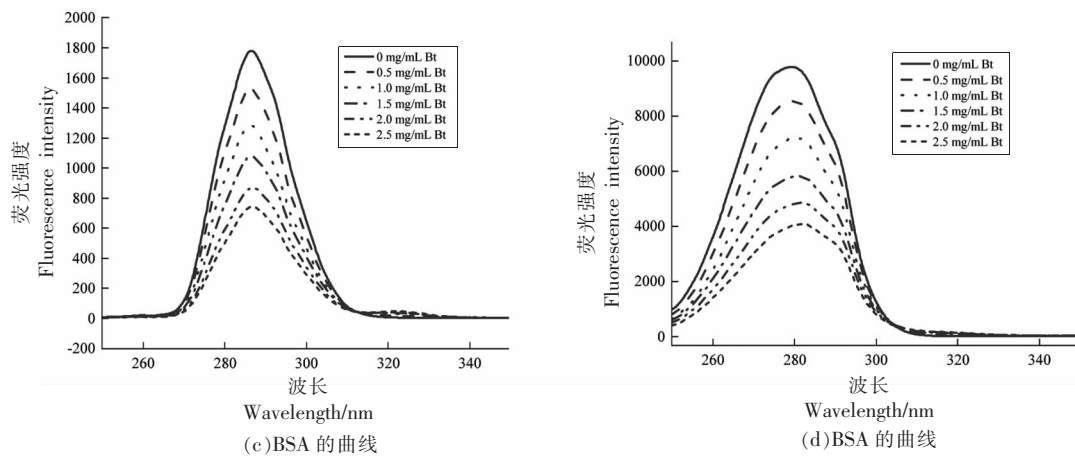 1800
1600
1400
1200
1000
800
600
400
200
0
-200
荧光强度
Fluorescence intensity
0 mg/mL Bt
0.5 mg/mL Bt
1.0 mg/mL Bt
1.5 mg/mL Bt
2.0 mg/mL Bt
2.5 mg/mL Bt
260 280 300 320 340
波长
Wavelength/nm
(c)BSA 的曲线
10000
8000
6000
4000
2000
0
荧光强度
Fluorescence intensity
0 mg/mL Bt
0.5 mg/mL Bt
1.0 mg/mL Bt
1.5 mg/mL Bt
2.0 mg/mL Bt
2.5 mg/mL Bt
260 280 300 320 340
波长
Wavelength/nm
(d)BSA 的曲线